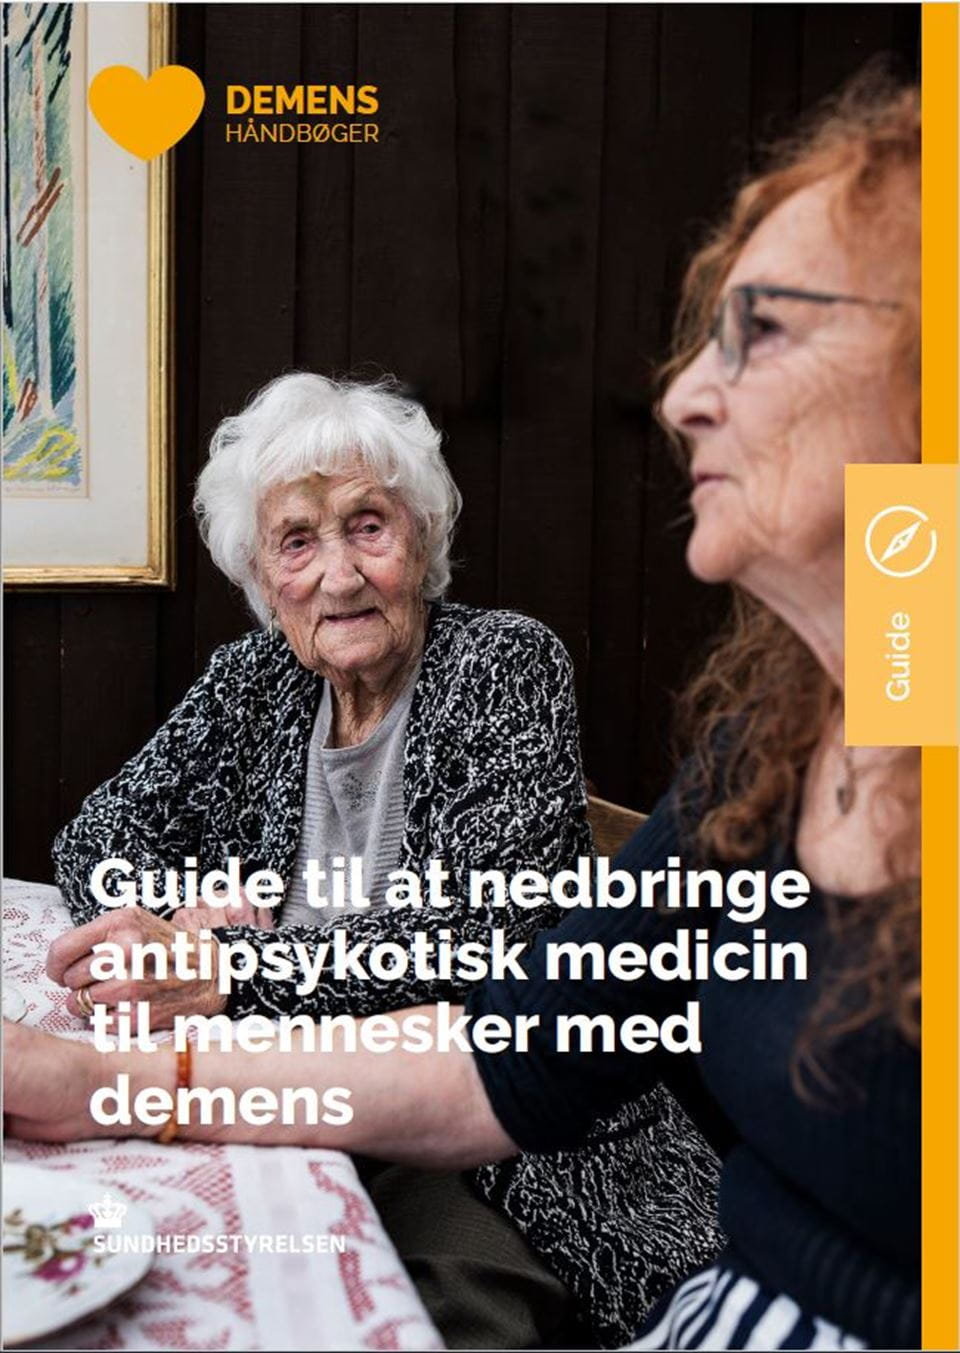 DEMENS
HÅNDBØGER
Guide
Guide til at nedbringe
antipsykotisk medicin
til mennesker med
demens
SUNDHEDSSTYRELSEN